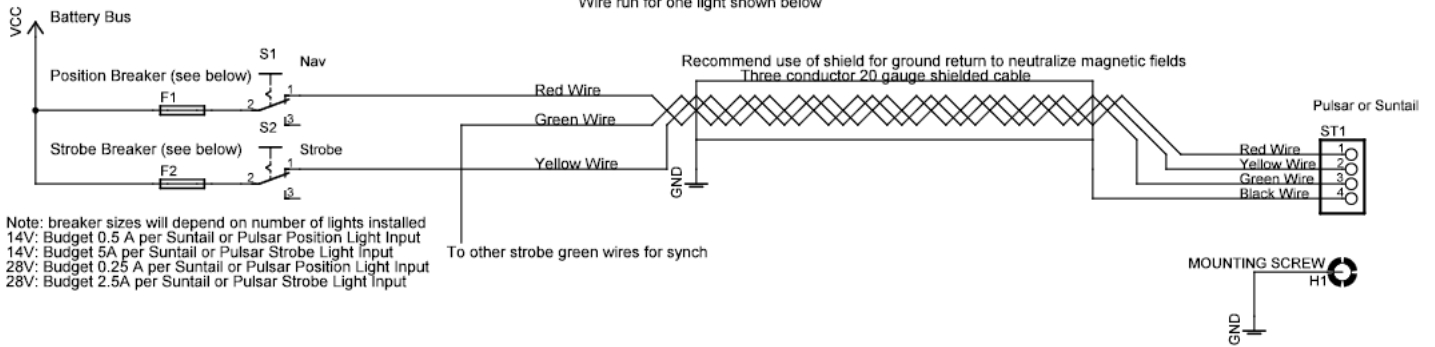 Wire run for one light shown below
VCC
Battery Bus
S1
Nav
Position Breaker (see below)
F1
2
1
3
S2
Strobe Breaker (see below)
Strobe
F2
2
1
3
Red Wire
Green Wire
Yellow Wire
Recommend use of shield for ground return to neutralize magnetic fields
Three conductor 20 gauge shielded cable
GND
Pulsar or Suntail
ST1
Red Wire 1
Yellow Wire 2
Green Wire 3
Black Wire 4
Note: breaker sizes will depend on number of lights installed
14V: Budget 0.5 A per Suntail or Pulsar Position Light Input
14V: Budget 5A per Suntail or Pulsar Strobe Light Input
28V: Budget 0.25 A per Suntail or Pulsar Position Light Input
28V: Budget 2.5A per Suntail or Pulsar Strobe Light Input
To other strobe green wires for synch
MOUNTING SCREW
H1
GND